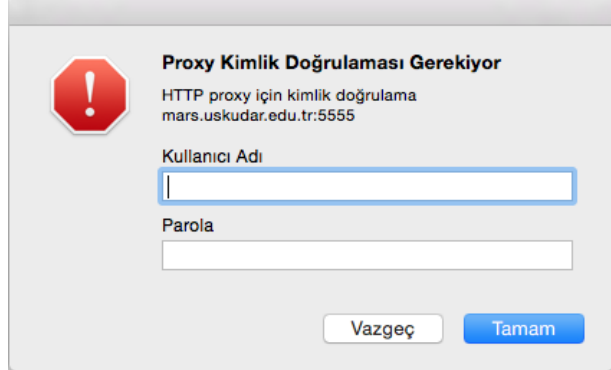 Proxy Kimlik Doğrulaması Gerekiyor
HTTP proxy için kimlik doğrulama
mars.uskudar.edu.tr:5555
Kullanıcı Adı
Parola
Vazgeç
Tamam